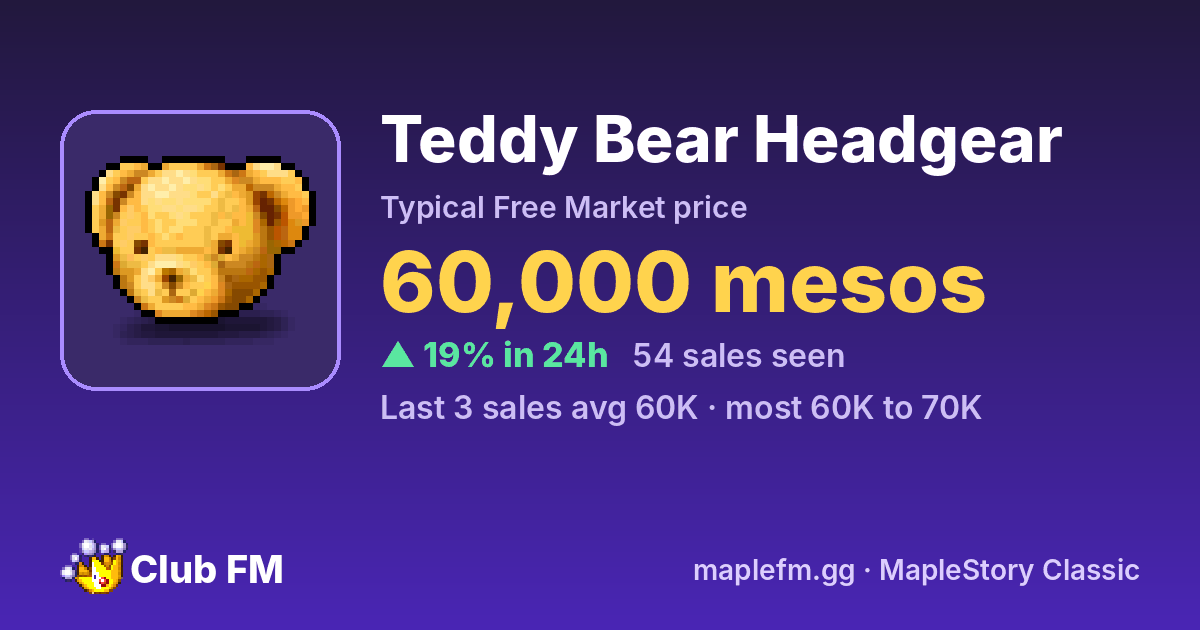 Teddy Bear Headgear
Typical Free Market price
60,000 mesos
▲ 19% in 24h 54 sales seen
Last 3 sales avg 60K · most 60K to 70K
Club FM
maplefm.gg · MapleStory Classic